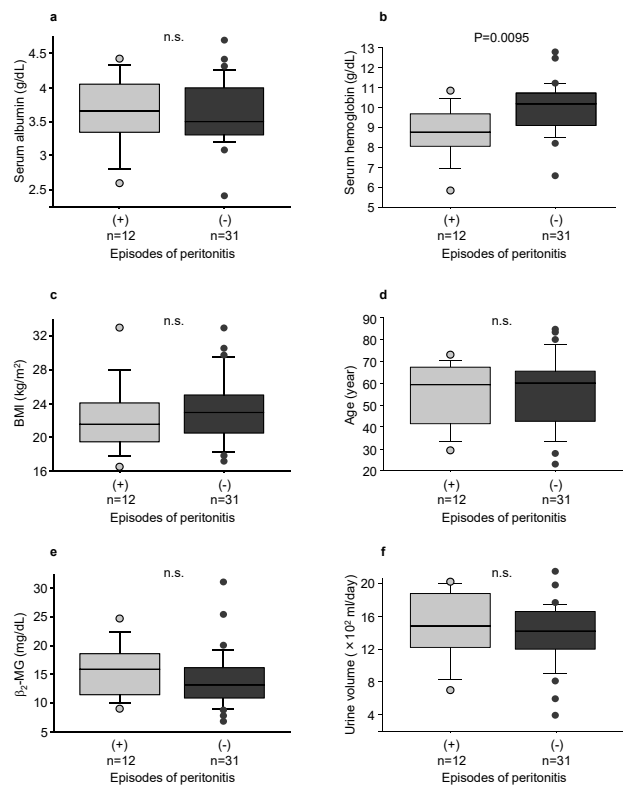 a
n.s.
Serum albumin (g/dL)
4.5
4
3.5
3
2.5
(+)
(-)
n=12
n=31
Episodes of peritonitis
b
P=0.0095
Serum hemoglobin (g/dL)
13
12
11
10
9
8
7
6
5
(+)
(-)
n=12
n=31
Episodes of peritonitis
c
n.s.
BMI (kg/m²)
32
28
24
20
16
(+)
(-)
n=12
n=31
Episodes of peritonitis
d
n.s.
Age (year)
90
80
70
60
50
40
30
20
(+)
(-)
n=12
n=31
Episodes of peritonitis
e
n.s.
β₂-MG (mg/dL)
30
25
20
15
10
5
(+)
(-)
n=12
n=31
Episodes of peritonitis
f
n.s.
Urine volume (×10² ml/day)
20
16
12
8
4
(+)
(-)
n=12
n=31
Episodes of peritonitis